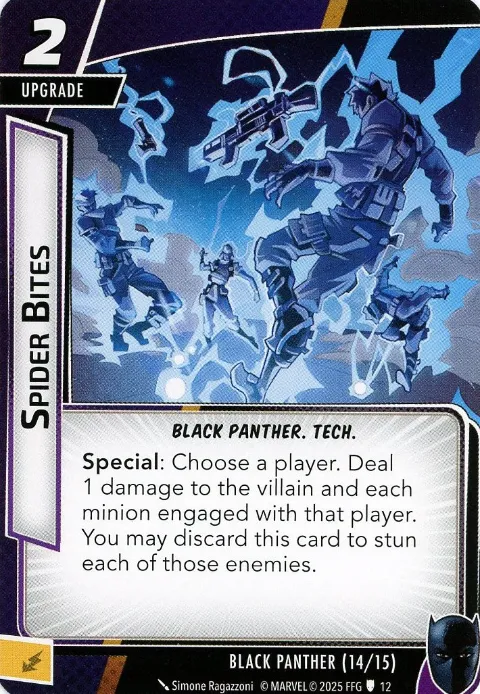 2
UPGRADE
SPIDER BITES
BLACK PANTHER. TECH.
Special: Choose a player. Deal
1 damage to the villain and each
minion engaged with that player.
You may discard this card to stun
each of those enemies.
BLACK PANTHER (14/15)
Simone Ragazzoni © MARVEL © 2025 FFG 12